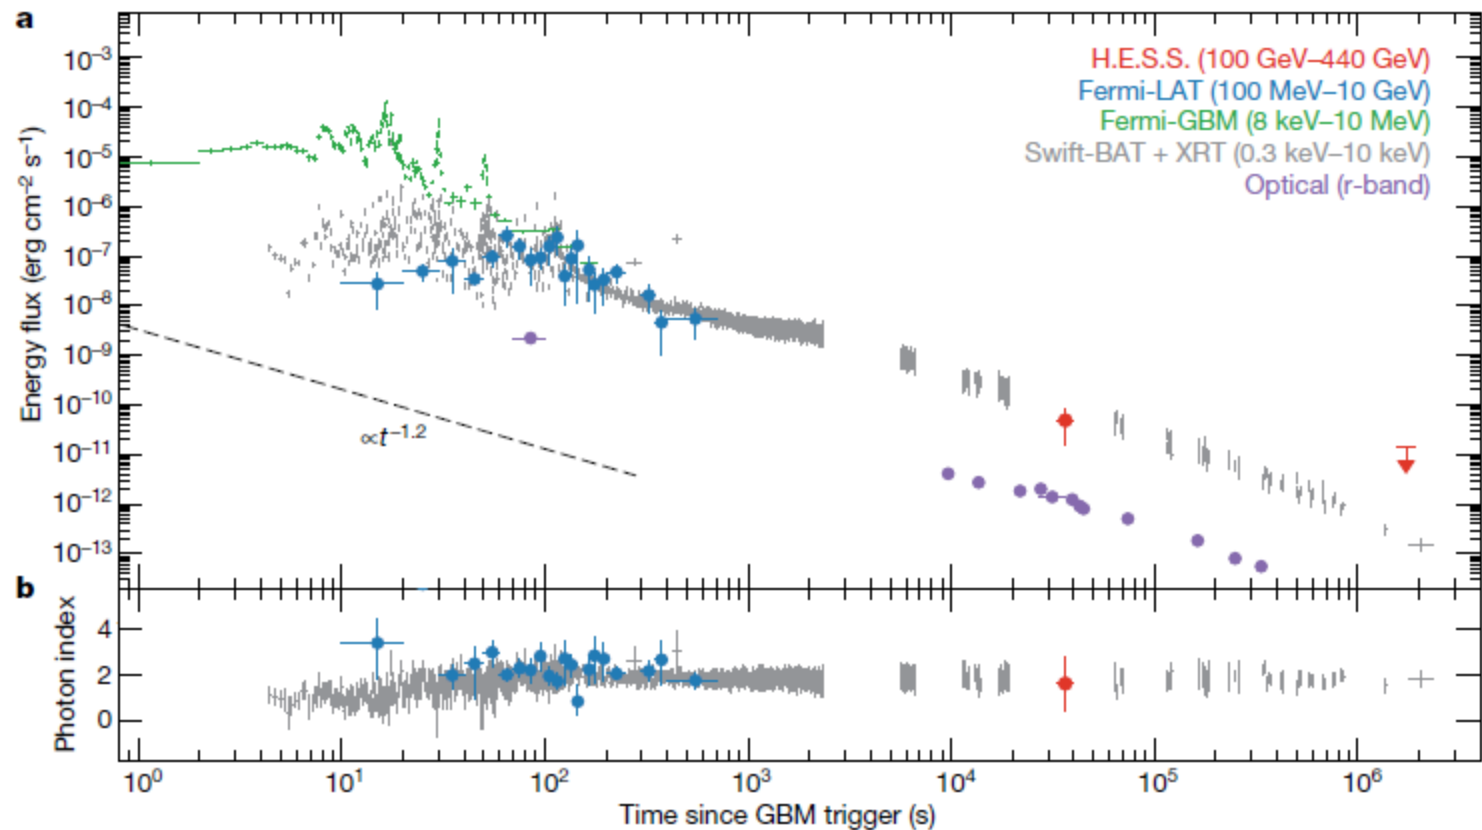 a
10⁻³
10⁻⁴
10⁻⁵
10⁻⁶
10⁻⁷
10⁻⁸
10⁻⁹
10⁻¹⁰
10⁻¹¹
10⁻¹²
10⁻¹³
Energy flux (erg cm⁻² s⁻¹)
H.E.S.S. (100 GeV–440 GeV)
Fermi-LAT (100 MeV–10 GeV)
Fermi-GBM (8 keV–10 MeV)
Swift-BAT + XRT (0.3 keV–10 keV)
Optical (r-band)
∝t⁻¹·²
b
4
2
0
Photon index
10⁰ 10¹ 10² 10³ 10⁴ 10⁵ 10⁶
Time since GBM trigger (s)